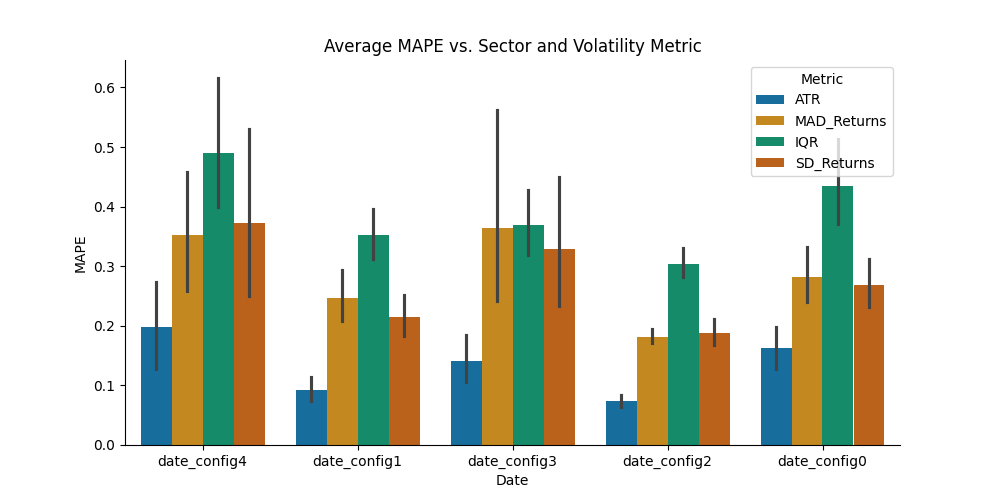 Average MAPE vs. Sector and Volatility Metric
Metric
ATR
MAD_Returns
IQR
SD_Returns
MAPE
0.6
0.5
0.4
0.3
0.2
0.1
0.0
date_config4
date_config1
date_config3
date_config2
date_config0
Date